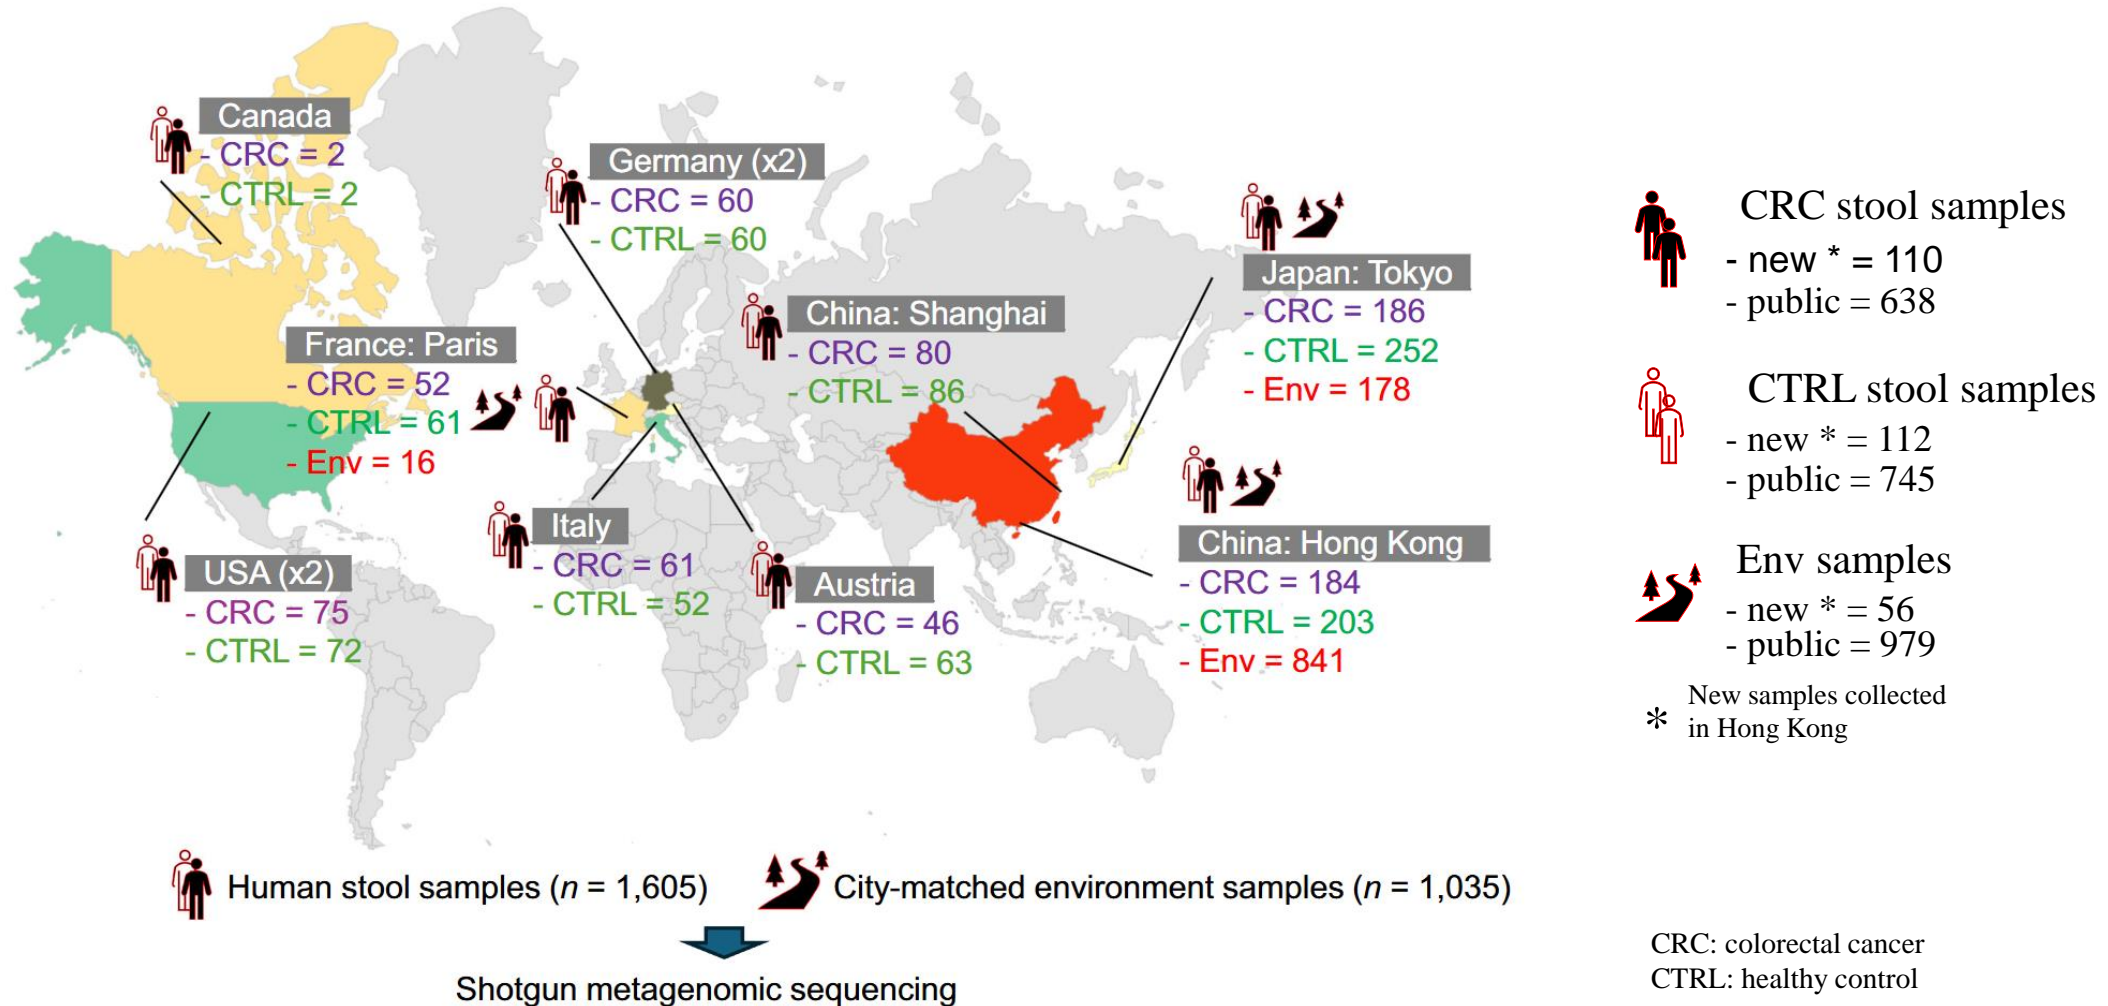 Canada
- CRC = 2
- CTRL = 2
Germany (x2)
- CRC = 60
- CTRL = 60
Japan: Tokyo
- CRC = 186
- CTRL = 252
- Env = 178
China: Shanghai
- CRC = 80
- CTRL = 86
France: Paris
- CRC = 52
- CTRL = 61
- Env = 16
Italy
- CRC = 61
- CTRL = 52
USA (x2)
- CRC = 75
- CTRL = 72
Austria
- CRC = 46
- CTRL = 63
China: Hong Kong
- CRC = 184
- CTRL = 203
- Env = 841
Human stool samples (n = 1,605)
City-matched environment samples (n = 1,035)
Shotgun metagenomic sequencing
CRC stool samples
- new * = 110
- public = 638
CTRL stool samples
- new * = 112
- public = 745
Env samples
- new * = 56
- public = 979
* New samples collected
in Hong Kong
CRC: colorectal cancer
CTRL: healthy control